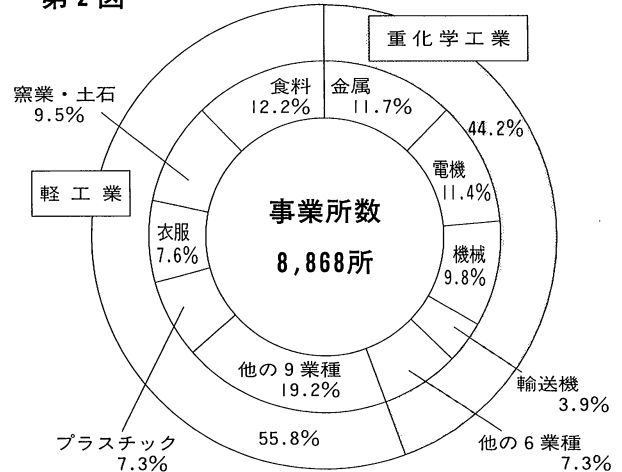 第2図
重化学工業
44.2%
金属
11.7%
電機
11.4%
機械
9.8%
輸送機
3.9%
他の6業種
7.3%
軽工業
55.8%
食料
12.2%
窯業・土石
9.5%
衣服
7.6%
プラスチック
7.3%
他の9業種
19.2%
事業所数
8,868所